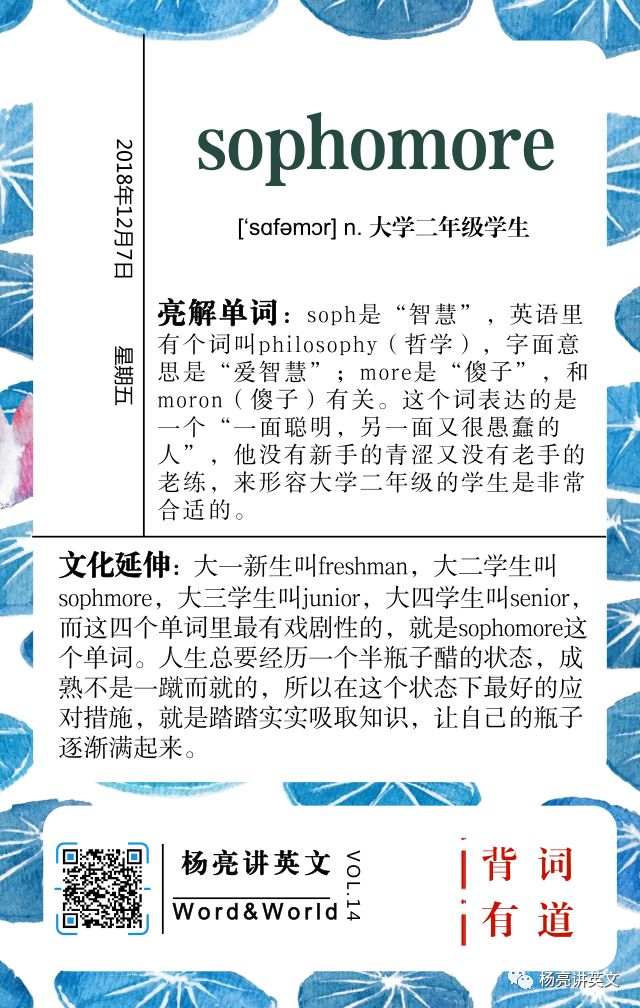 2018年12月7日 星期五
sophomore
[‘sɑfəmɔr] n. 大学二年级学生
亮解单词：soph是“智慧”，英语里
有个词叫philosophy（哲学），字面意
思是“爱智慧”；more是“傻子”，和
moron（傻子）有关。这个词表达的是
一个“一面聪明，另一面又很愚蠢的
人”，他没有新手的青涩又没有老手的
老练，来形容大学二年级的学生是非常
合适的。
文化延伸：大一新生叫freshman，大二学生叫
sophmore，大三学生叫junior，大四学生叫senior，
而这四个单词里最有戏剧性的，就是sophomore这
个单词。人生总要经历一个半瓶子醋的状态，成
熟不是一蹴而就的，所以在这个状态下最好的应
对措施，就是踏踏实实吸取知识，让自己的瓶子
逐渐满起来。
杨亮讲英文
Word&World
VOL.14
背词
有道
杨亮讲英文